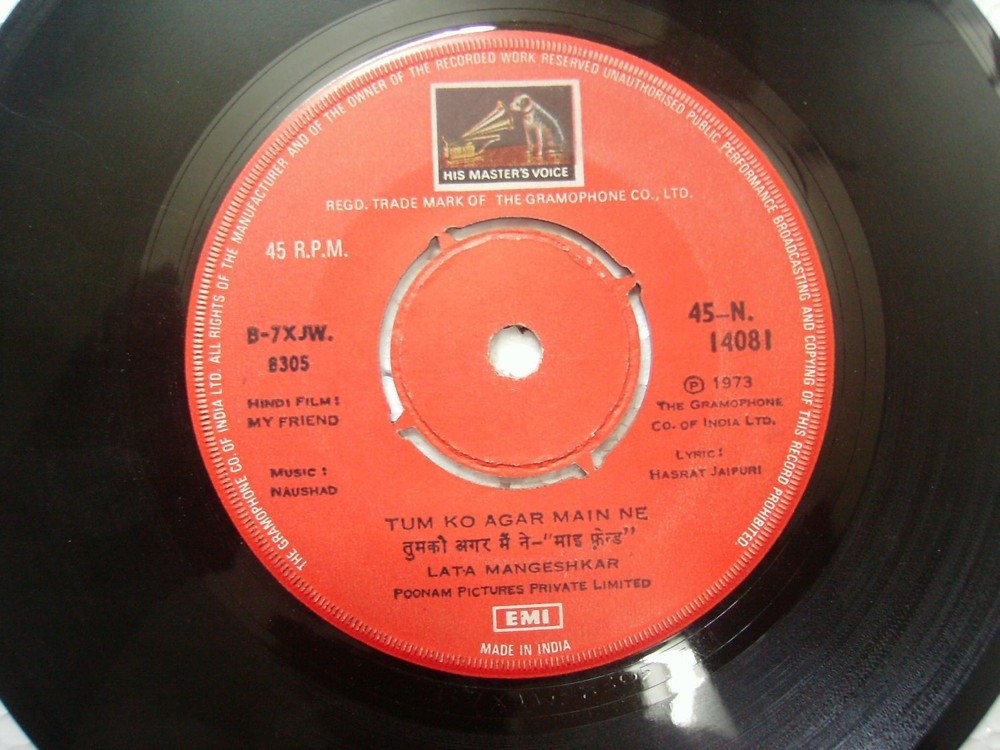 THE GRAMOPHONE CO. OF INDIA LTD. ALL RIGHTS OF THE MANUFACTURER AND OF THE OWNER OF THE RECORDED WORK RESERVED UNAUTHORISED PUBLIC PERFORMANCE BROADCASTING AND COPYING OF THIS RECORD PROHIBITED.
HIS MASTER'S VOICE
REGD. TRADE MARK OF THE GRAMOPHONE CO., LTD.
45 R.P.M.
B-7XJW.
8305
HINDI FILM:
MY FRIEND
MUSIC:
NAUSHAD
45-N.
14081
Ⓟ 1973
THE GRAMOPHONE
CO. OF INDIA LTD.
LYRIC:
HASRAT JAIPURI
TUM KO AGAR MAIN NE
तुमको अगर मैं ने-"माइ फ़्रेन्ड"
LATA MANGESHKAR
POONAM PICTURES PRIVATE LIMITED
EMI
MADE IN INDIA